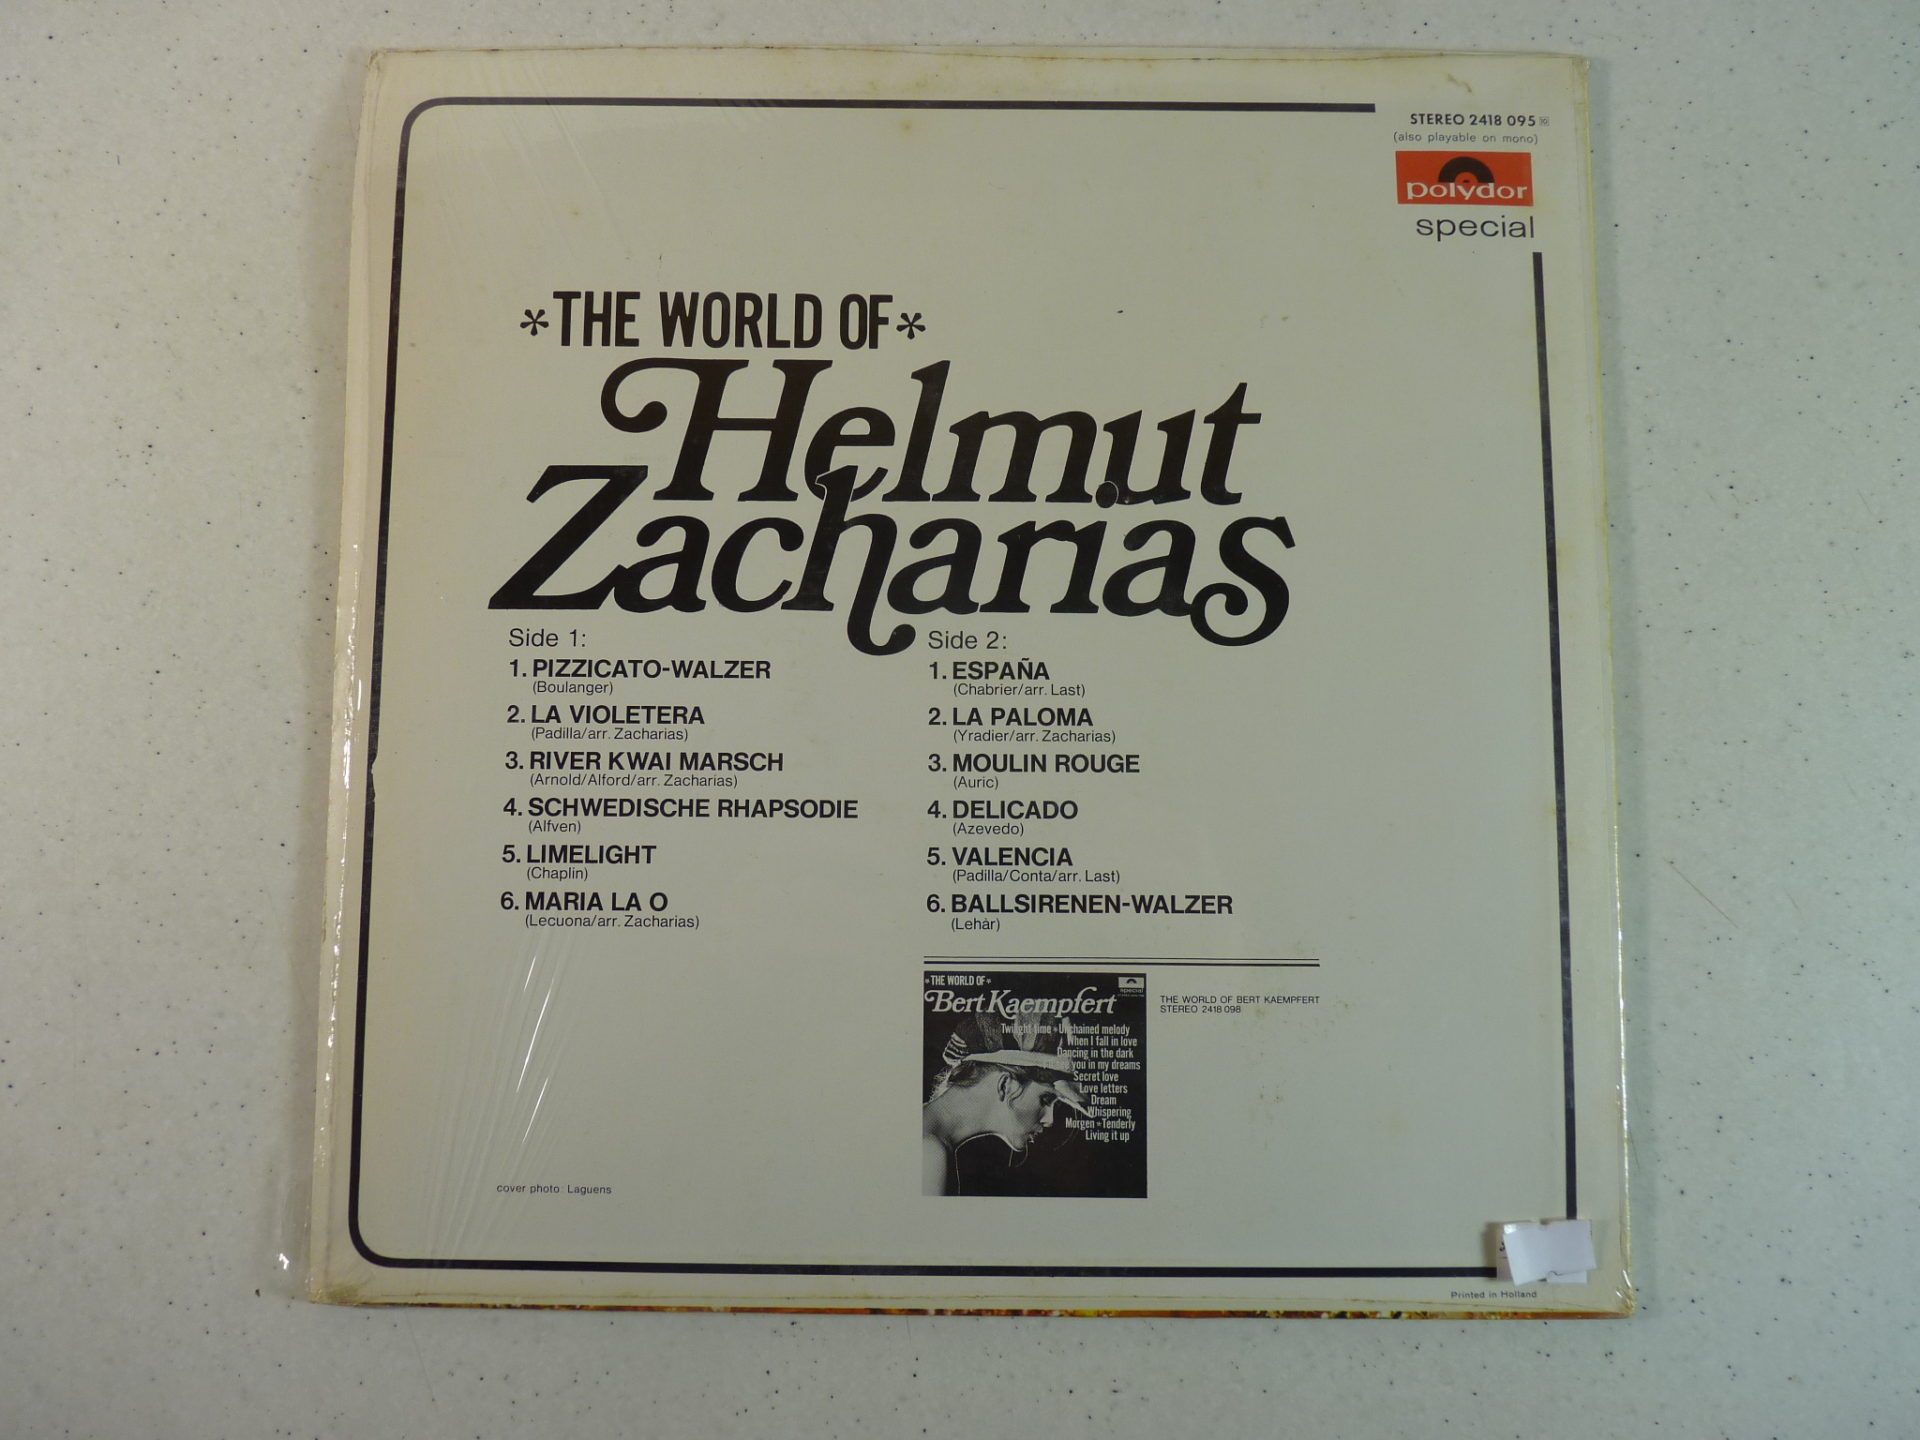 STEREO 2418 095 10
(also playable on mono)
polydor
special
*THE WORLD OF*
Helmut
Zacharias
Side 1:
1. PIZZICATO-WALZER
(Boulanger)
2. LA VIOLETERA
(Padilla/arr. Zacharias)
3. RIVER KWAI MARSCH
(Arnold/Alford/arr. Zacharias)
4. SCHWEDISCHE RHAPSODIE
(Alfven)
5. LIMELIGHT
(Chaplin)
6. MARIA LA O
(Lecuona/arr. Zacharias)
Side 2:
1. ESPAÑA
(Chabrier/arr. Last)
2. LA PALOMA
(Yradier/arr. Zacharias)
3. MOULIN ROUGE
(Auric)
4. DELICADO
(Azevedo)
5. VALENCIA
(Padilla/Conta/arr. Last)
6. BALLSIRENEN-WALZER
(Lehàr)
*THE WORLD OF*
Bert Kaempfert
special
Twilight time * Unchained melody
When I fall in love
Dancing in the dark
you in my dreams
Secret love
Love letters
Dream
Whispering
Morgen * Tenderly
Living it up
THE WORLD OF BERT KAEMPFERT
STEREO 2418 098
cover photo: Laguens
Printed in Holland